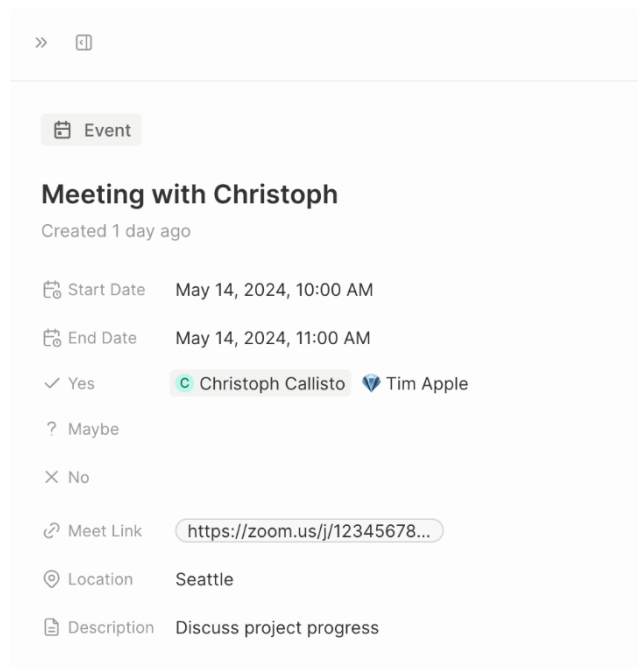 Event
Meeting with Christoph
Created 1 day ago
Start Date May 14, 2024, 10:00 AM
End Date May 14, 2024, 11:00 AM
Yes C Christoph Callisto Tim Apple
? Maybe
No
Meet Link https://zoom.us/j/12345678...
Location Seattle
Description Discuss project progress